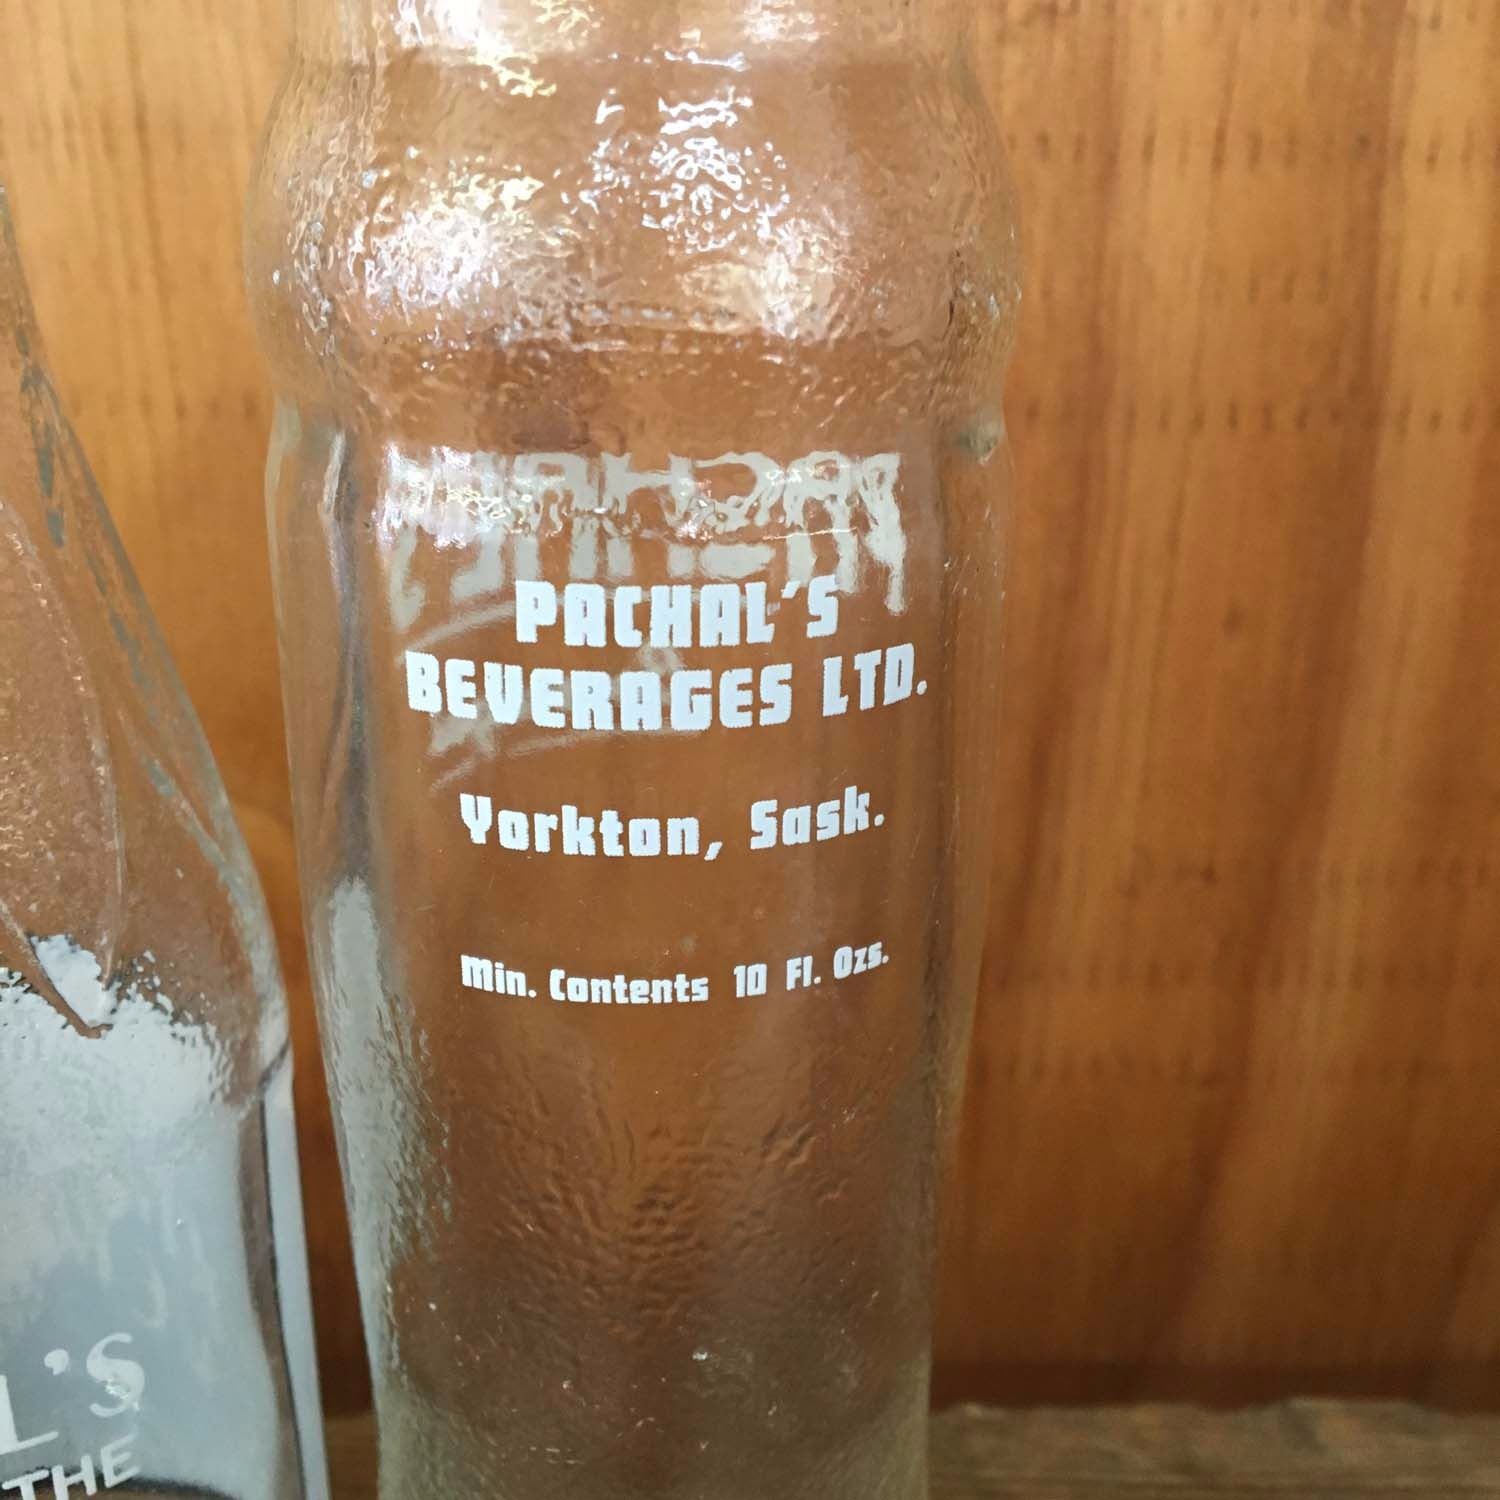 PACHAL'S
BEVERAGES LTD.
Yorkton, Sask.
Min. Contents 10 Fl. Ozs.
L'S
THE